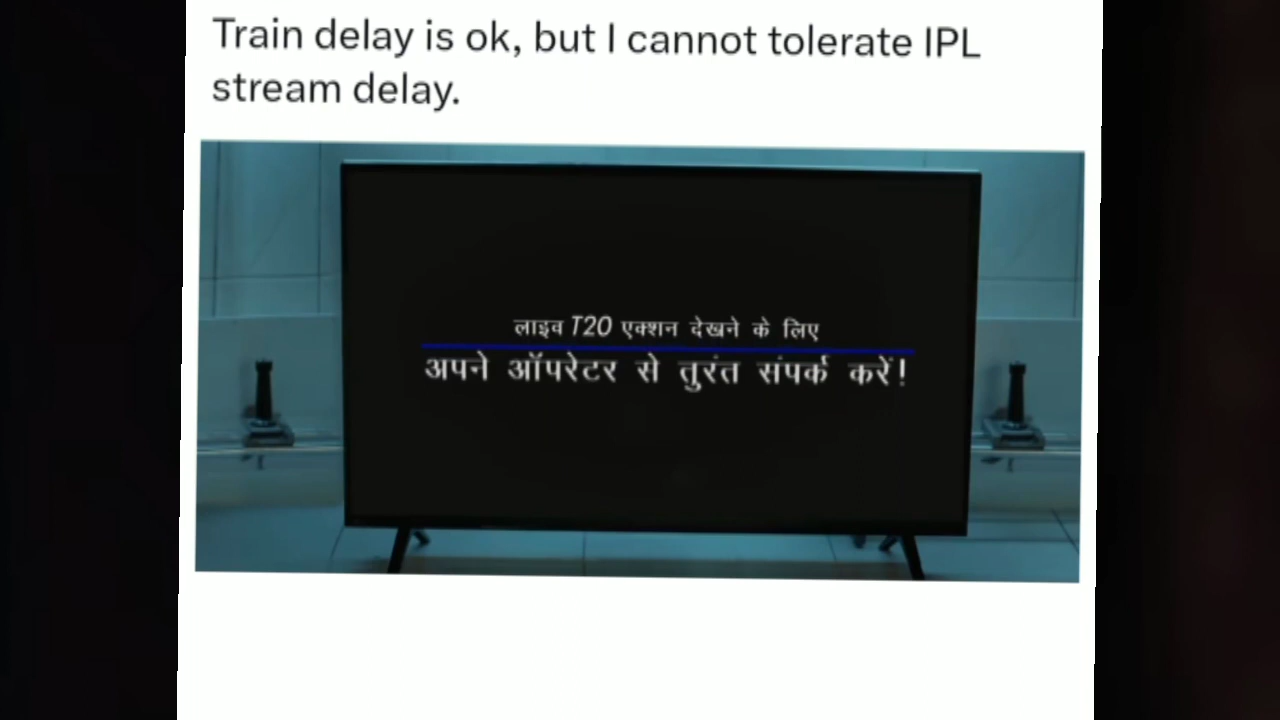 Train delay is ok, but I cannot tolerate IPL
stream delay.
लाइव T20 एक्शन देखने के लिए
अपने ऑपरेटर से तुरंत संपर्क करें!